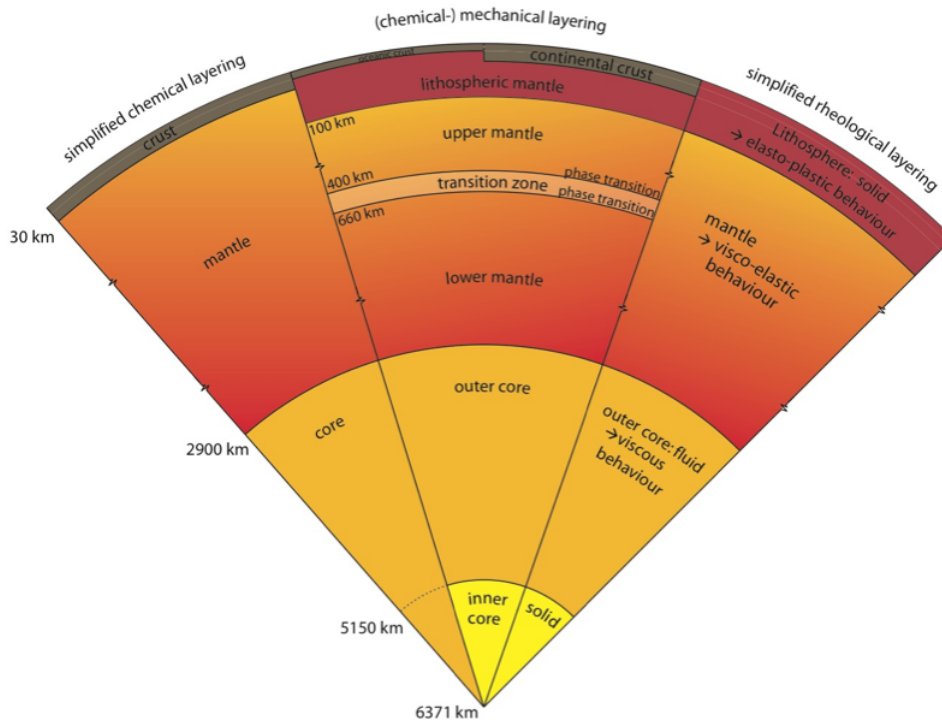 (chemical-) mechanical layering
simplified chemical layering
simplified rheological layering
crust
oceanic crust
continental crust
lithospheric mantle
Lithosphere: solid
→ elasto-plastic behaviour
100 km
upper mantle
400 km
transition zone
phase transition
phase transition
660 km
30 km
mantle
lower mantle
mantle
→ visco-elastic
behaviour
core
outer core
outer core: fluid
→viscous
behaviour
2900 km
inner
core
solid
5150 km
6371 km